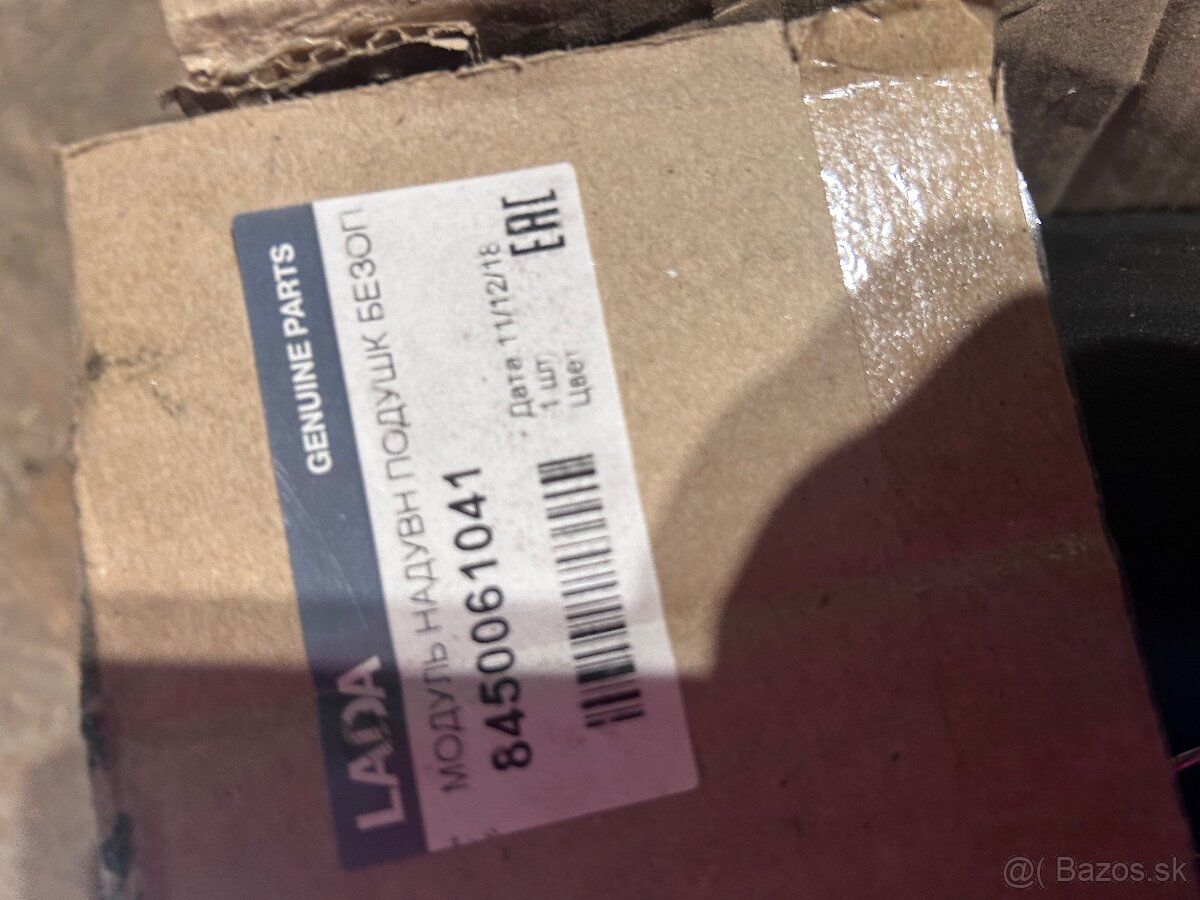 LADA GENUINE PARTS
МОДУЛЬ НАДУВН ПОДУШК БЕЗОП
8450061041
Дата 11/12/18
1 шт
Цвет
EAC
@( Bazos.sk